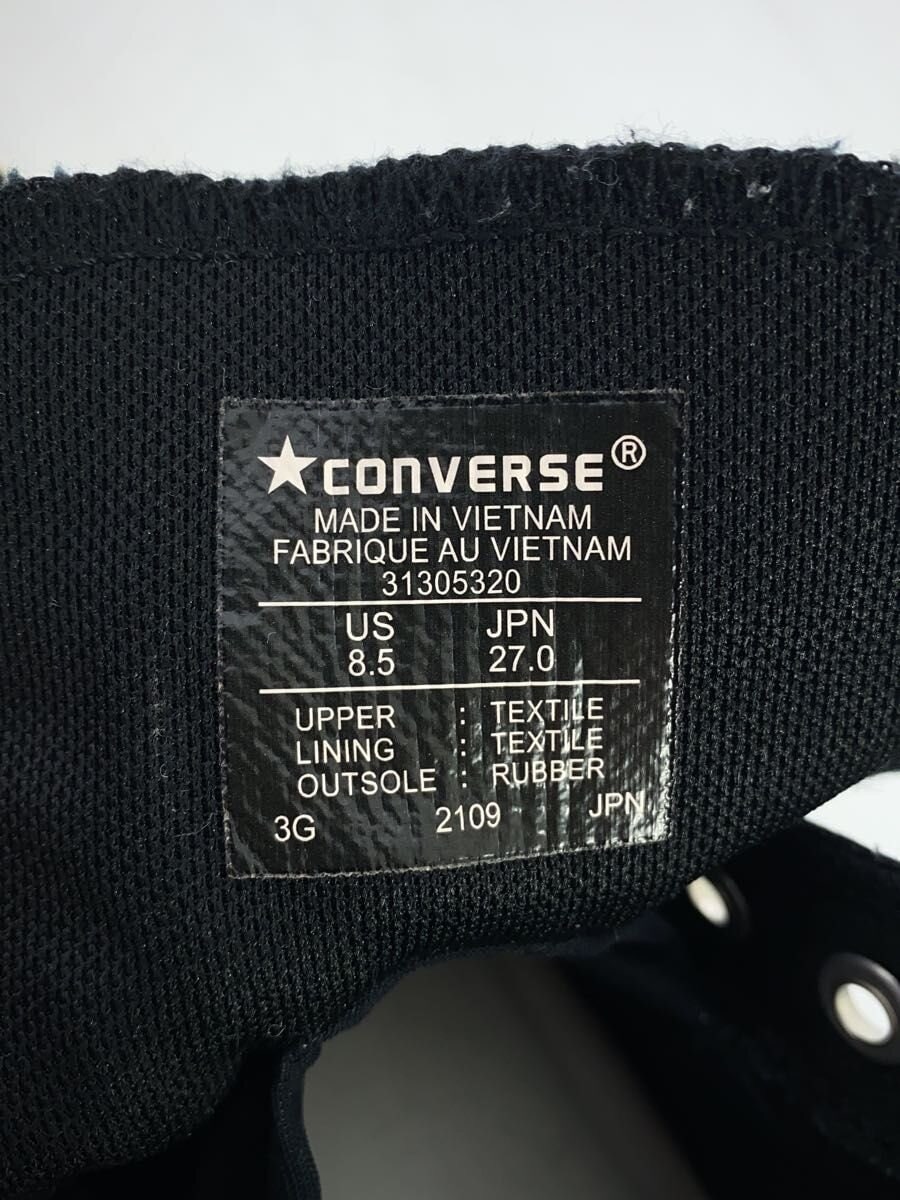 ★CONVERSE®
MADE IN VIETNAM
FABRIQUE AU VIETNAM
31305320
US JPN
8.5 27.0
UPPER : TEXTILE
LINING : TEXTILE
OUTSOLE : RUBBER
3G 2109 JPN